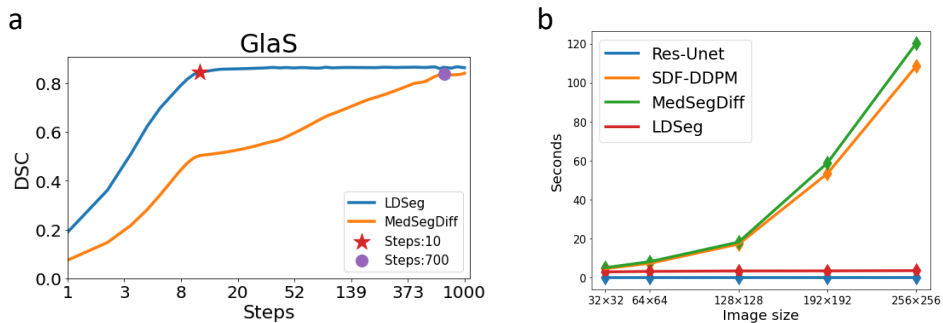 a
GlaS
DSC
0.8
0.6
0.4
0.2
0.0
LDSeg
MedSegDiff
Steps:10
Steps:700
1 3 8 20 52 139 373 1000
Steps
b
Seconds
120
100
80
60
40
20
0
Res-Unet
SDF-DDPM
MedSegDiff
LDSeg
32×32 64×64 128×128 192×192 256×256
Image size